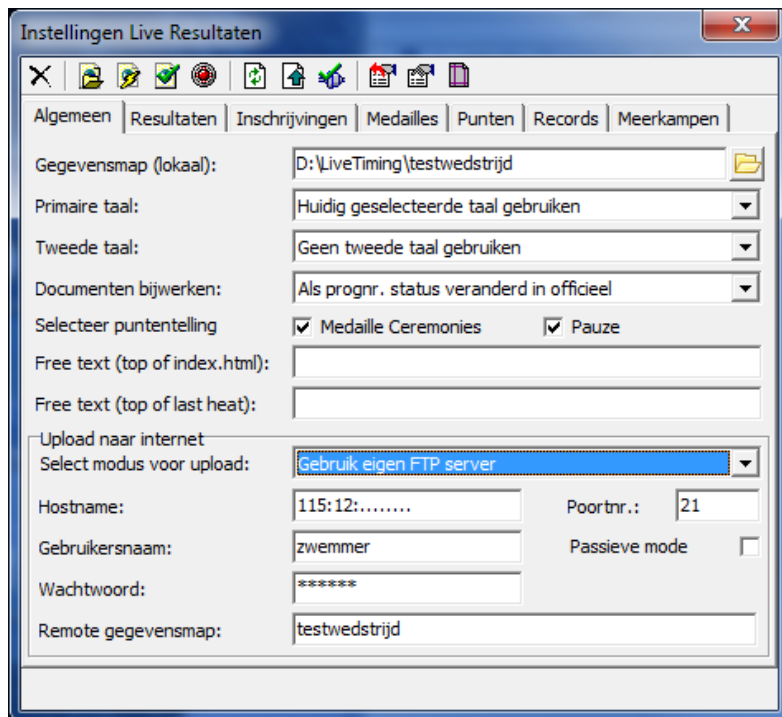 Instellingen Live Resultaten
Algemeen Resultaten Inschrijvingen Medailles Punten Records Meerkampen
Gegevensmap (lokaal): D:\LiveTiming\testwedstrijd
Primaire taal: Huidig geselecteerde taal gebruiken
Tweede taal: Geen tweede taal gebruiken
Documenten bijwerken: Als prognr. status veranderd in officieel
Selecteer puntentelling Medaille Ceremonies Pauze
Free text (top of index.html):
Free text (top of last heat):
Upload naar internet
Select modus voor upload: Gebruik eigen FTP server
Hostname: 115:12:........ Poortnr.: 21
Gebruikersnaam: zwemmer Passieve mode
Wachtwoord: ******
Remote gegevensmap: testwedstrijd